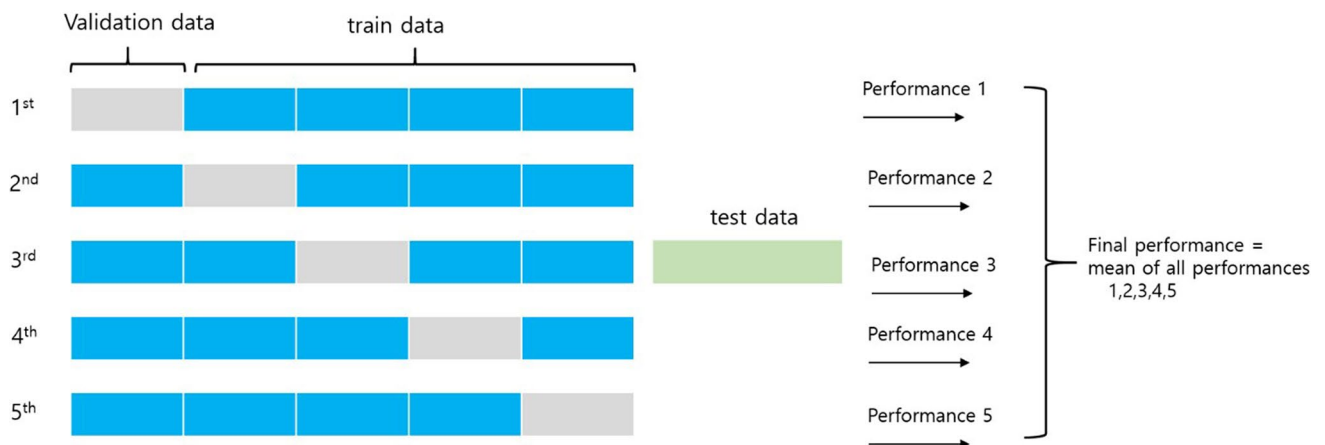 Validation data
train data
1st
2nd
3rd
4th
5th
test data
Performance 1
Performance 2
Performance 3
Performance 4
Performance 5
Final performance =
mean of all performances
1,2,3,4,5